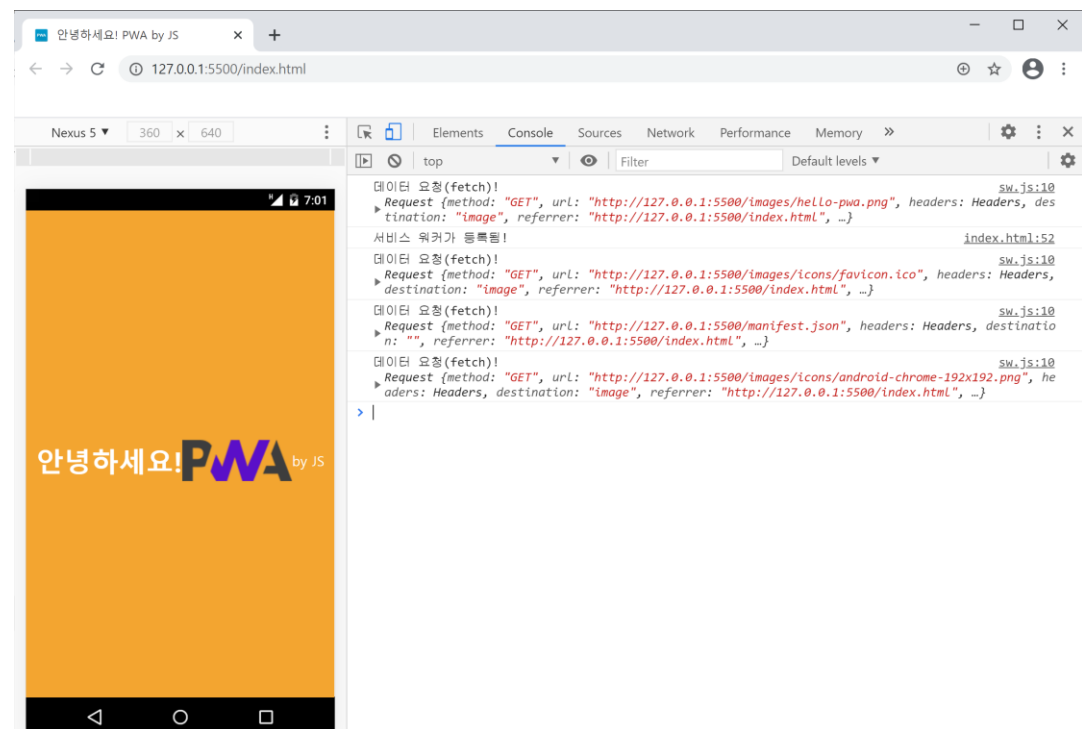 안녕하세요! PWA by JS
127.0.0.1:5500/index.html
Nexus 5 ▼ 360 × 640
Elements Console Sources Network Performance Memory »
top ▼ Filter Default levels ▼
7:01
안녕하세요! PWA by JS
데이터 요청(fetch)! sw.js:10
Request {method: "GET", url: "http://127.0.0.1:5500/images/hello-pwa.png", headers: Headers, des
tination: "image", referrer: "http://127.0.0.1:5500/index.html", …}
서비스 워커가 등록됨! index.html:52
데이터 요청(fetch)! sw.js:10
Request {method: "GET", url: "http://127.0.0.1:5500/images/icons/favicon.ico", headers: Headers,
destination: "image", referrer: "http://127.0.0.1:5500/index.html", …}
데이터 요청(fetch)! sw.js:10
Request {method: "GET", url: "http://127.0.0.1:5500/manifest.json", headers: Headers, destinatio
n: "", referrer: "http://127.0.0.1:5500/index.html", …}
데이터 요청(fetch)! sw.js:10
Request {method: "GET", url: "http://127.0.0.1:5500/images/icons/android-chrome-192x192.png", he
aders: Headers, destination: "image", referrer: "http://127.0.0.1:5500/index.html", …}